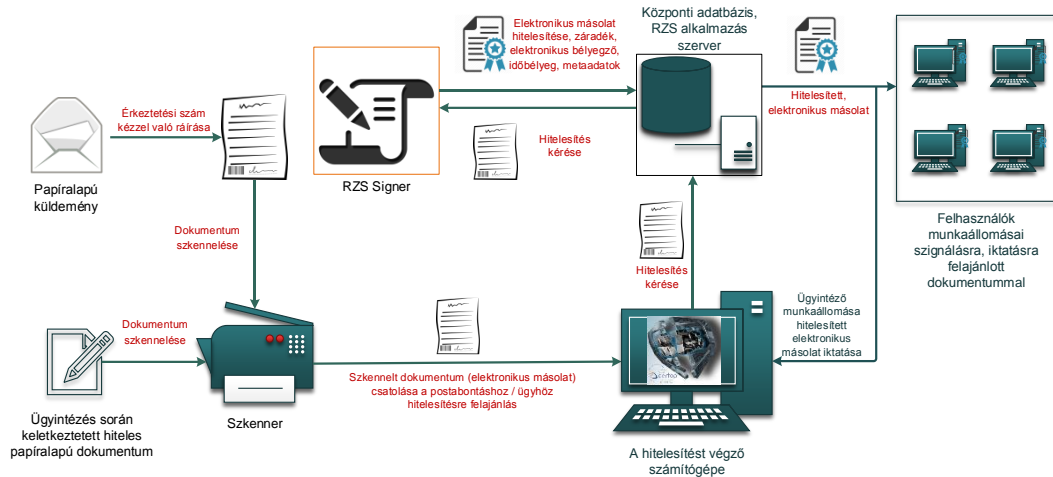 Elektronikus másolat
hitelesítése, záradék,
elektronikus bélyegző,
időbélyeg, metaadatok
Központi adatbázis,
RZS alkalmazás
szerver
Érkeztetési szám
kézzel való ráírása
Hitelesített,
elektronikus másolat
Hitelesítés
kérése
Papíralapú
küldemény
RZS Signer
Felhasználók
munkaállomásai
szignálásra, iktatásra
felajánlott
dokumentummal
Dokumentum
szkennelése
Hitelesítés
kérése
Dokumentum
szkennelése
Ügyintéző
munkaállomása
hitelesített
elektronikus
másolat iktatása
Szkennelt dokumentum (elektronikus másolat)
csatolása a postabontáshoz / ügyhöz
hitelesítésre felajánlás
Ügyintézés során
keletkeztetett hiteles
papíralapú dokumentum
Szkenner
A hitelesítést végző
számítógépe